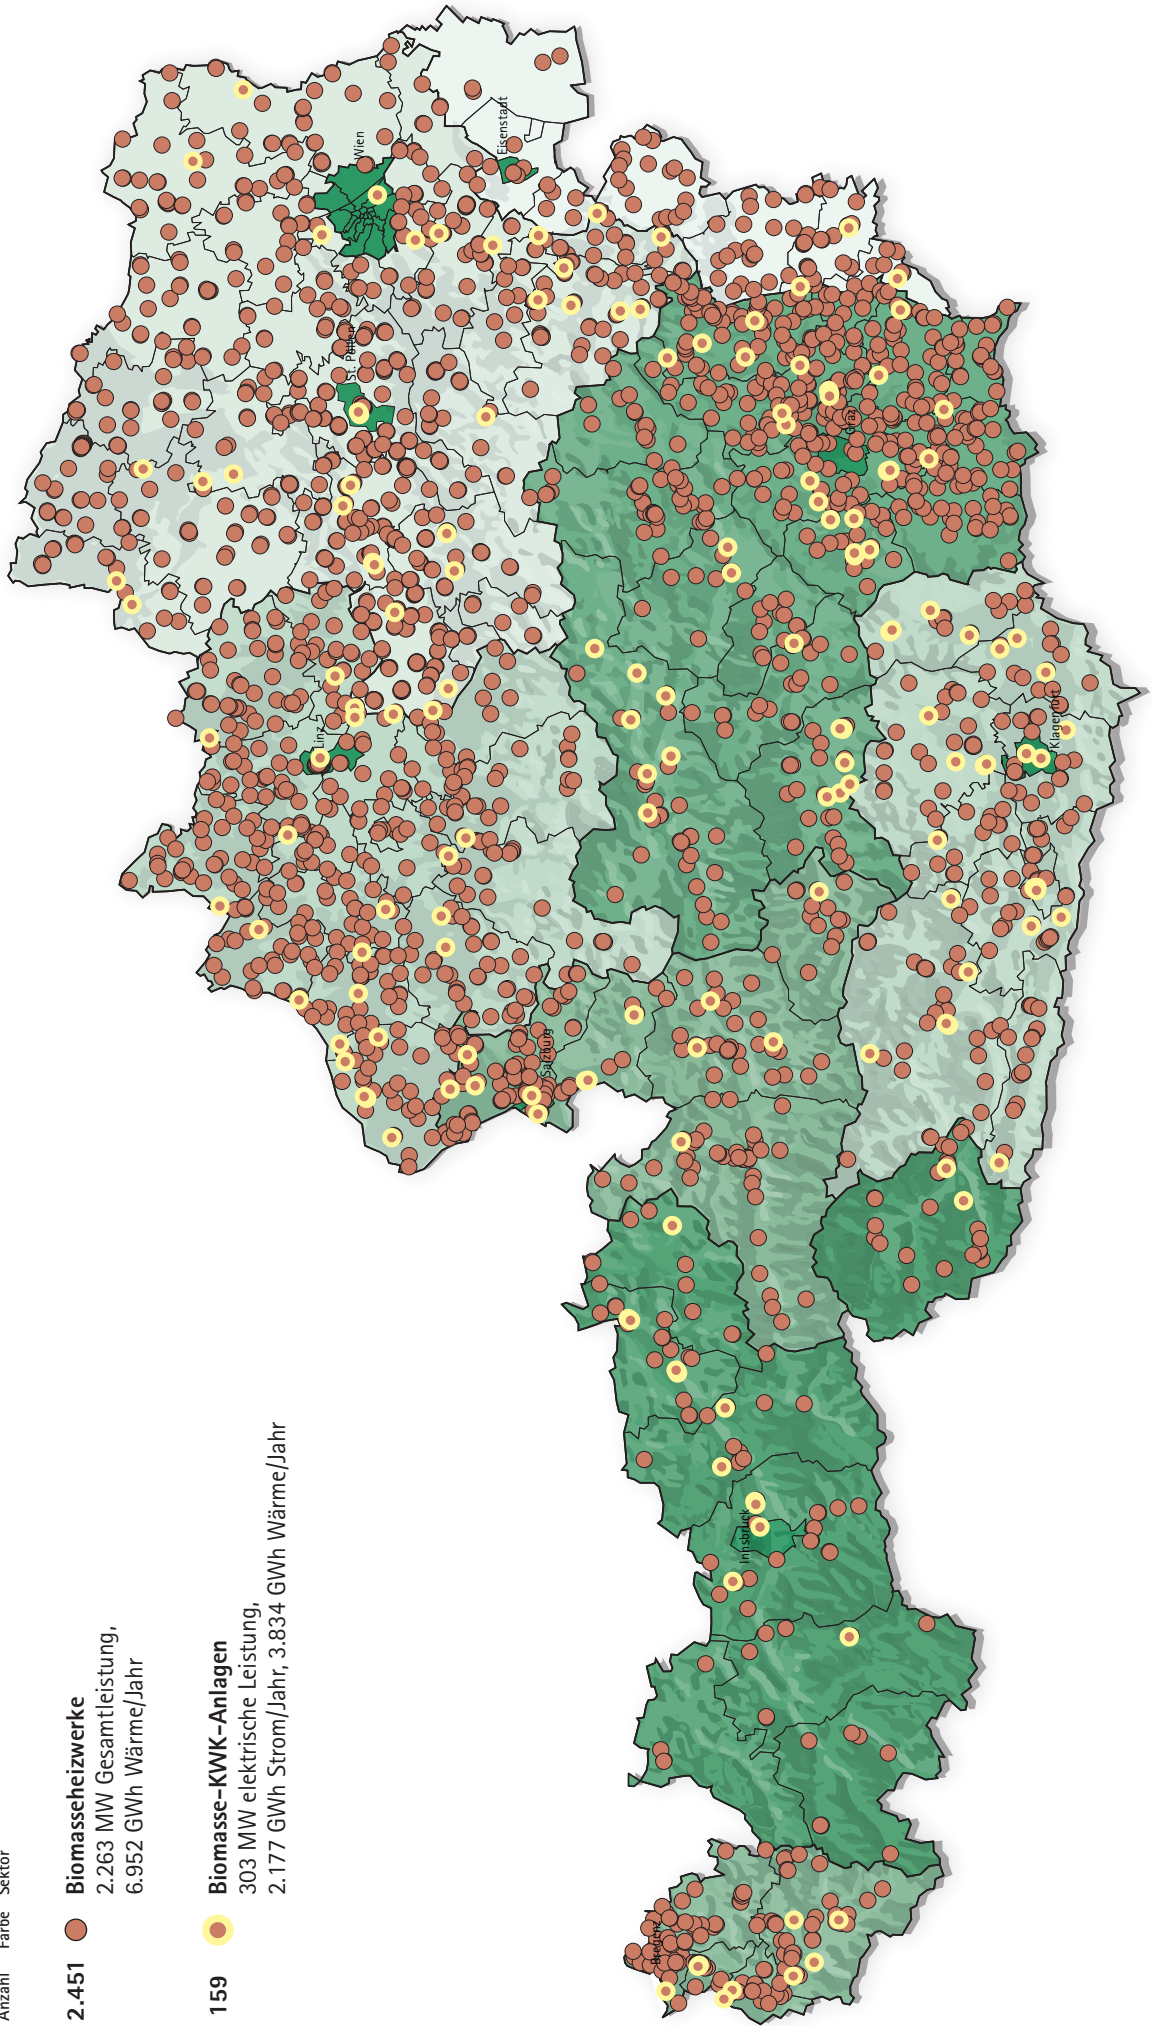 Anzahl Farbe Sektor
2.451 Biomasseheizwerke
2.263 MW Gesamtleistung,
6.952 GWh Wärme/Jahr
159 Biomasse-KWK-Anlagen
303 MW elektrische Leistung,
2.177 GWh Strom/Jahr, 3.834 GWh Wärme/Jahr
Bregenz
Innsbruck
Salzburg
Linz
St. Pölten
Wien
Eisenstadt
Graz
Klagenfurt